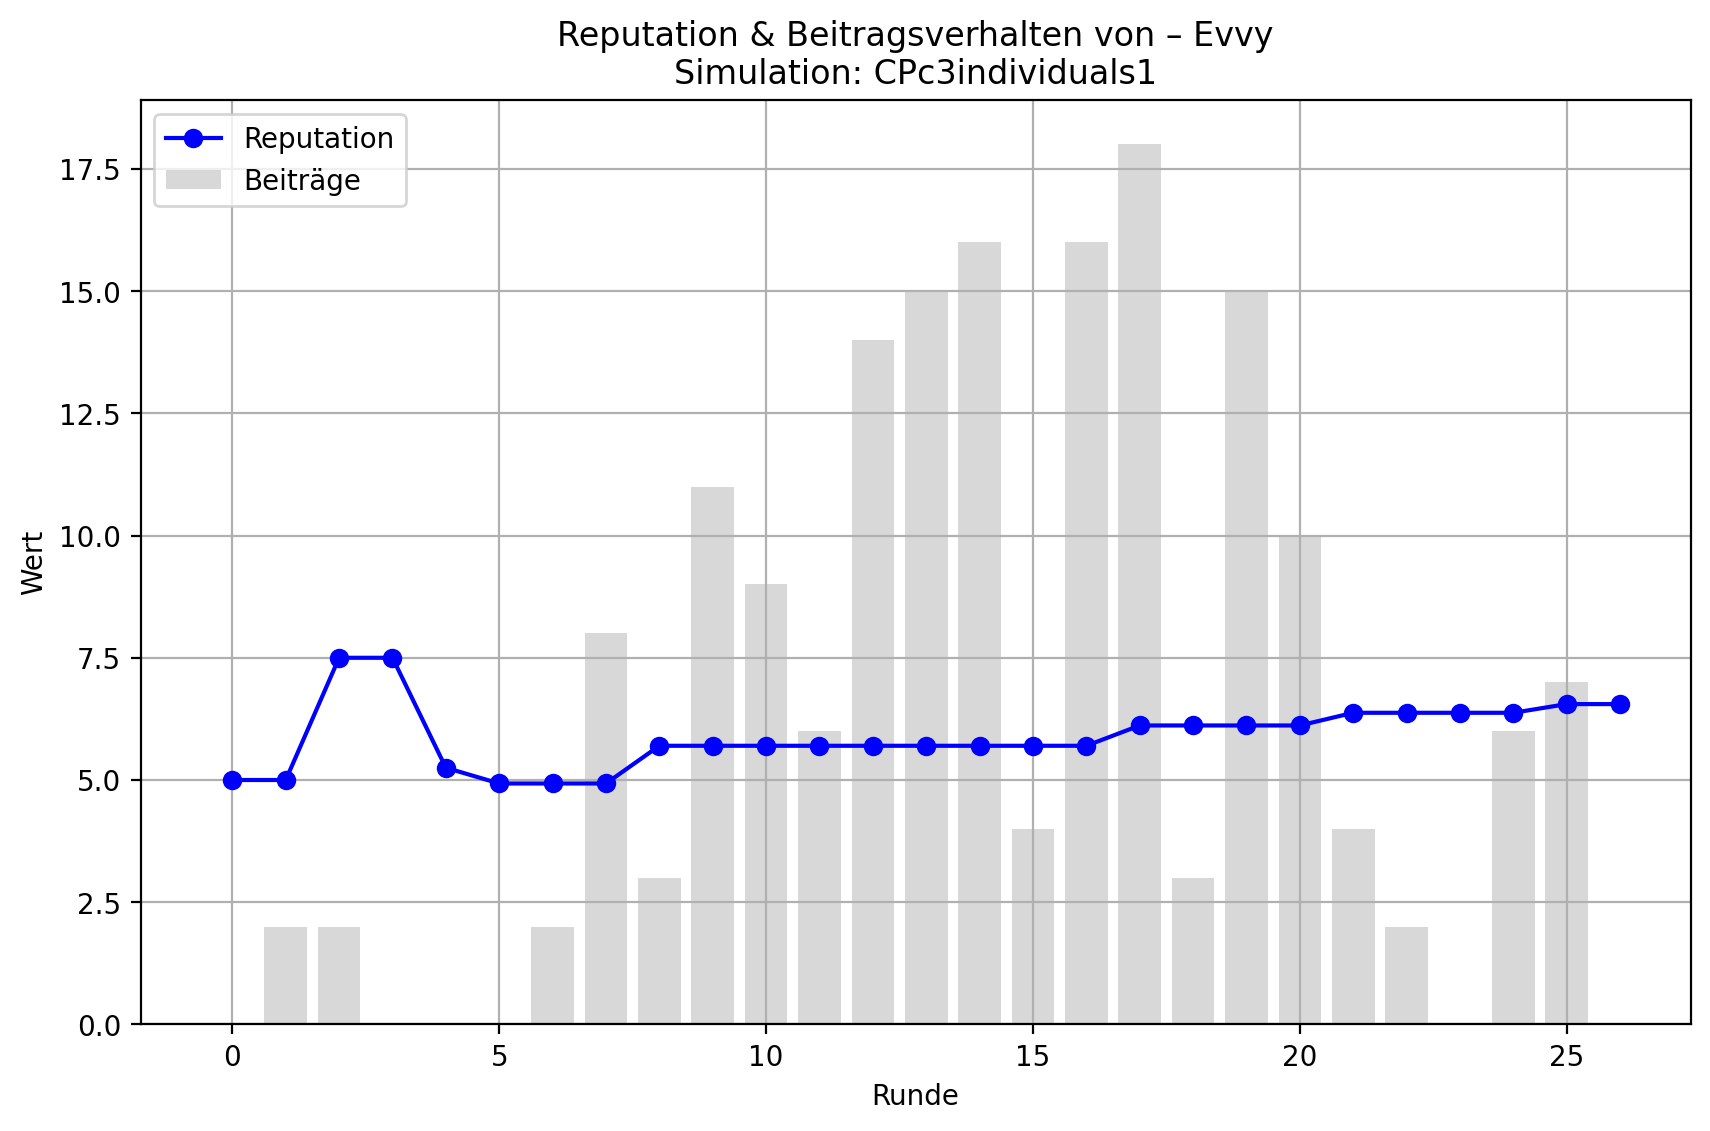 Reputation & Beitragsverhalten von – Evvy
Simulation: CPc3individuals1
Reputation
Beiträge
17.5
15.0
12.5
10.0
7.5
5.0
2.5
0.0
Wert
0 5 10 15 20 25
Runde